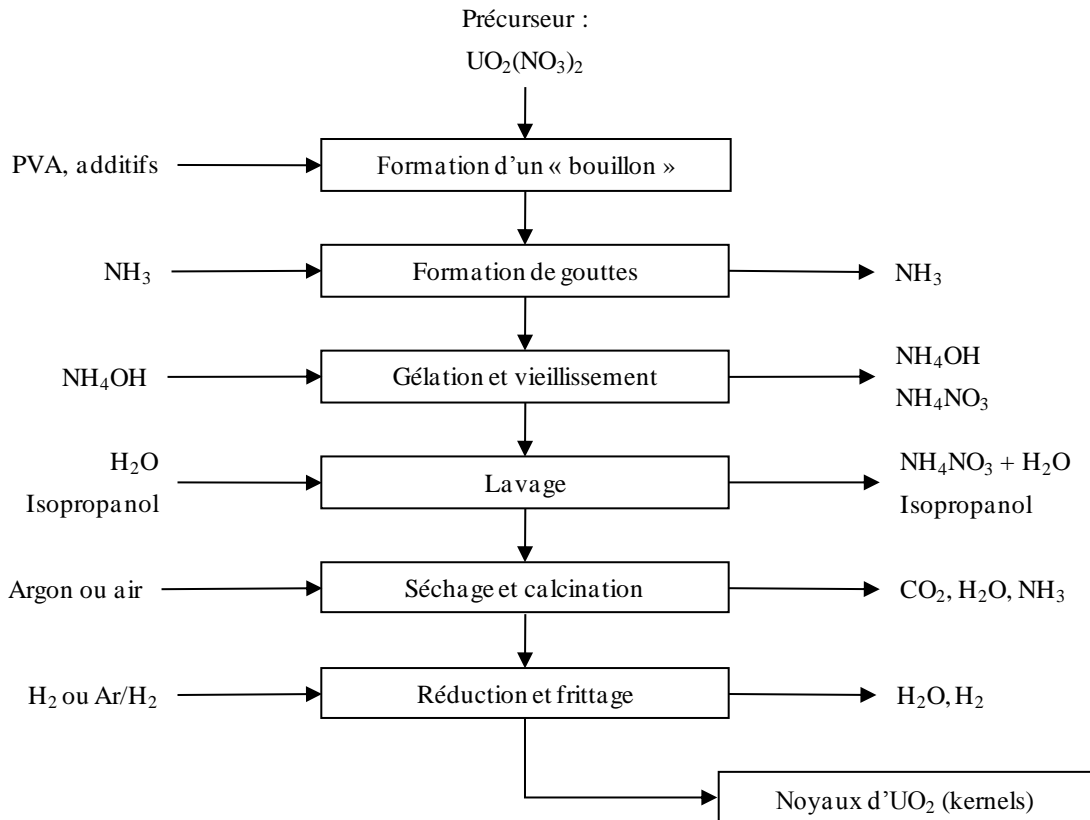 Précurseur :
UO₂(NO₃)₂
PVA, additifs
Formation d’un « bouillon »
NH₃
Formation de gouttes
NH₃
NH₄OH
Gélation et vieillissement
NH₄OH
NH₄NO₃
H₂O
Isopropanol
Lavage
NH₄NO₃ + H₂O
Isopropanol
Argon ou air
Séchage et calcination
CO₂, H₂O, NH₃
H₂ ou Ar/H₂
Réduction et frittage
H₂O, H₂
Noyaux d’UO₂ (kernels)